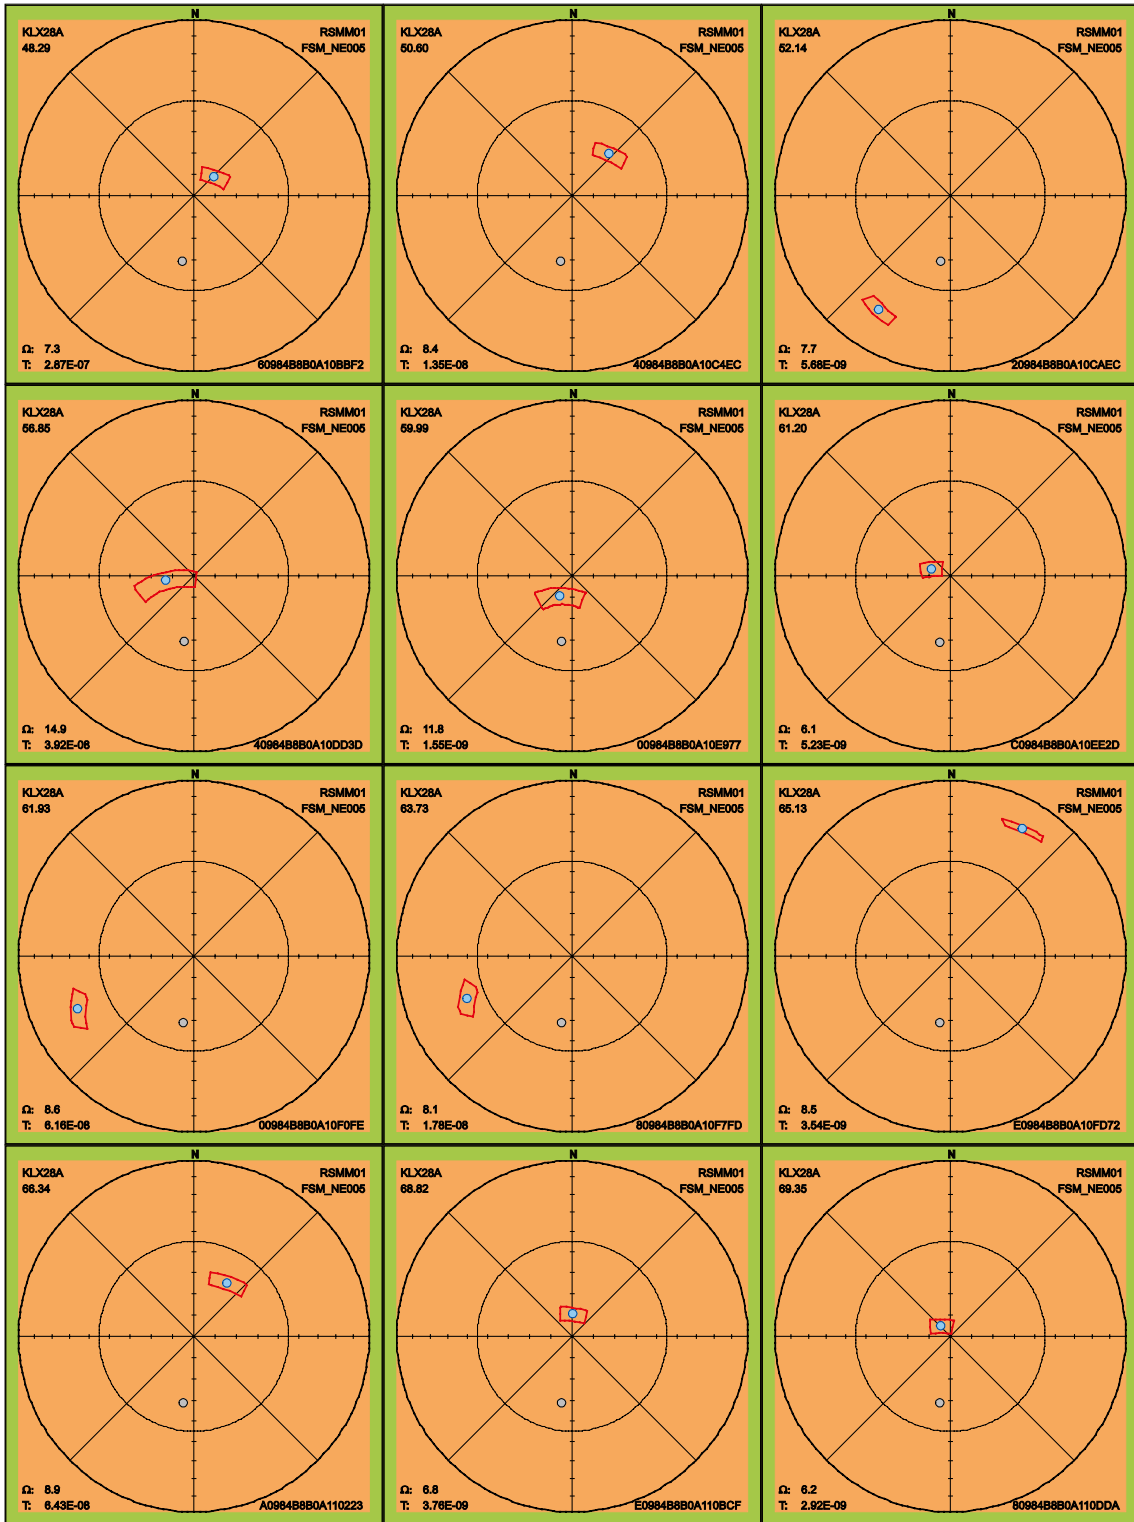 N
KLX28A RSMM01
48.29 FSM_NE005
Ω: 7.3
T: 2.87E-07 60984B8B0A10BBF2
N
KLX28A RSMM01
50.60 FSM_NE005
Ω: 8.4
T: 1.35E-08 40984B8B0A10C4EC
N
KLX28A RSMM01
52.14 FSM_NE005
Ω: 7.7
T: 5.68E-09 20984B8B0A10CAEC
N
KLX28A RSMM01
56.85 FSM_NE005
Ω: 14.9
T: 3.92E-08 40984B8B0A10DD3D
N
KLX28A RSMM01
59.99 FSM_NE005
Ω: 11.8
T: 1.55E-09 00984B8B0A10E977
N
KLX28A RSMM01
61.20 FSM_NE005
Ω: 6.1
T: 5.23E-09 C0984B8B0A10EE2D
N
KLX28A RSMM01
61.93 FSM_NE005
Ω: 8.6
T: 6.16E-08 00984B8B0A10F0FE
N
KLX28A RSMM01
63.73 FSM_NE005
Ω: 8.1
T: 1.78E-08 80984B8B0A10F7FD
N
KLX28A RSMM01
65.13 FSM_NE005
Ω: 8.5
T: 3.54E-09 E0984B8B0A10FD72
N
KLX28A RSMM01
66.34 FSM_NE005
Ω: 8.9
T: 6.43E-08 A0984B8B0A110223
N
KLX28A RSMM01
68.82 FSM_NE005
Ω: 6.8
T: 3.76E-09 E0984B8B0A110BCF
N
KLX28A RSMM01
69.35 FSM_NE005
Ω: 6.2
T: 2.92E-09 80984B8B0A110DDA